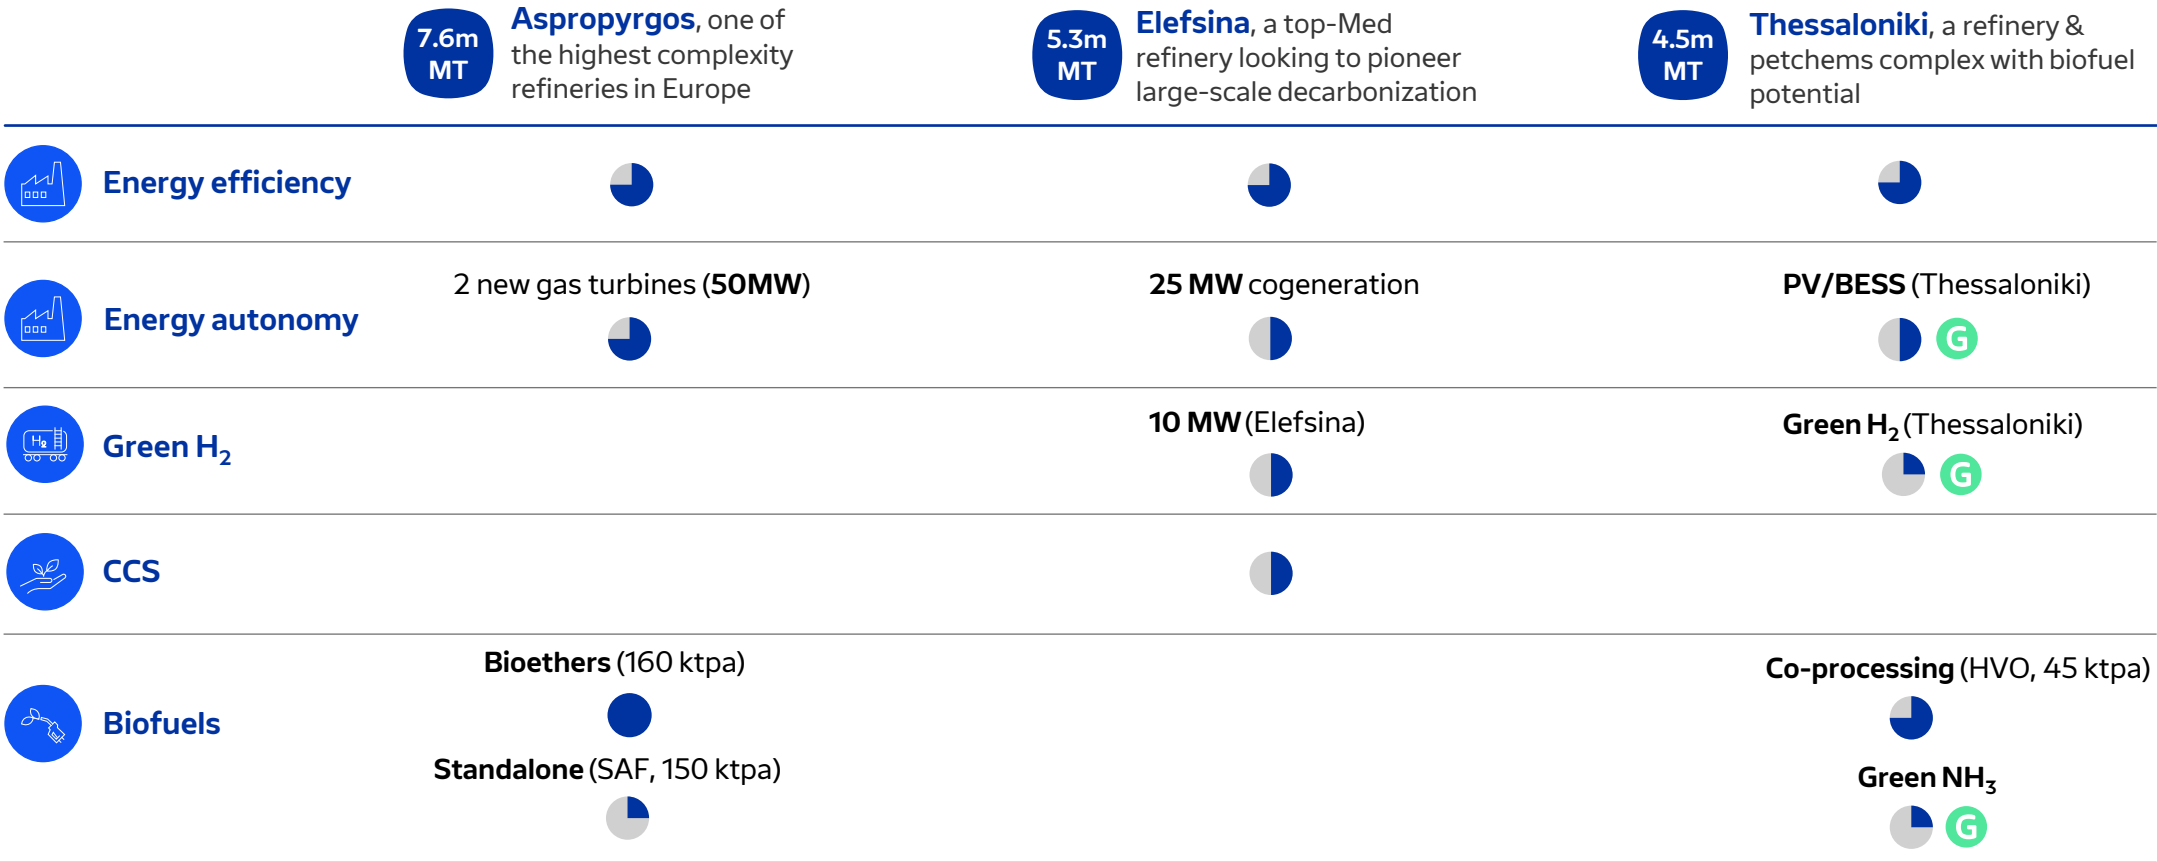 7.6m
MT
Aspropyrgos, one of
the highest complexity
refineries in Europe
5.3m
MT
Elefsina, a top-Med
refinery looking to pioneer
large-scale decarbonization
4.5m
MT
Thessaloniki, a refinery &
petchems complex with biofuel
potential
Energy efficiency
Energy autonomy
2 new gas turbines (50MW)
25 MW cogeneration
PV/BESS (Thessaloniki)
G
H₂
Green H₂
10 MW (Elefsina)
Green H₂ (Thessaloniki)
G
CCS
Biofuels
Bioethers (160 ktpa)
Standalone (SAF, 150 ktpa)
Co-processing (HVO, 45 ktpa)
Green NH₃
G